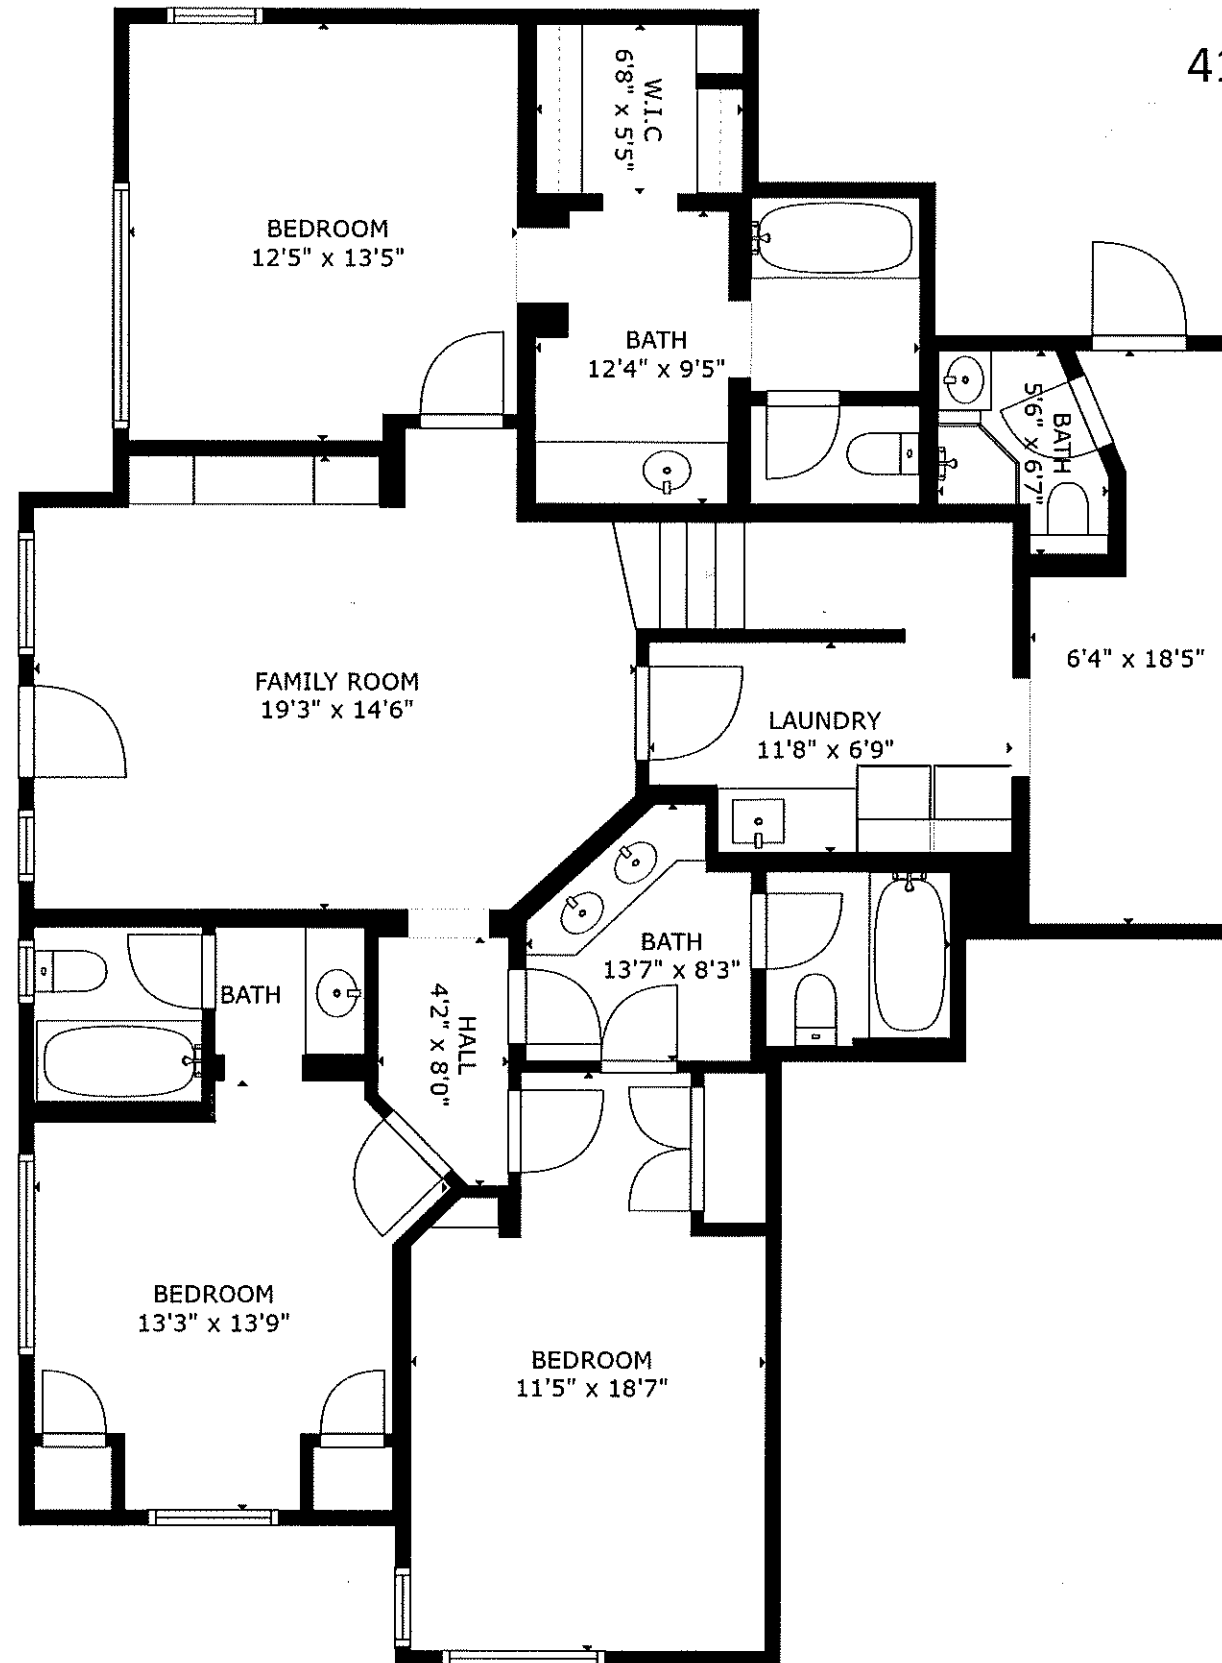 41
W.I.C
6'8" x 5'5"
BEDROOM
12'5" x 13'5"
BATH
12'4" x 9'5"
BATH
5'6" x 6'7"
6'4" x 18'5"
FAMILY ROOM
19'3" x 14'6"
LAUNDRY
11'8" x 6'9"
BATH
13'7" x 8'3"
BATH
HALL
4'2" x 8'0"
BEDROOM
13'3" x 13'9"
BEDROOM
11'5" x 18'7"